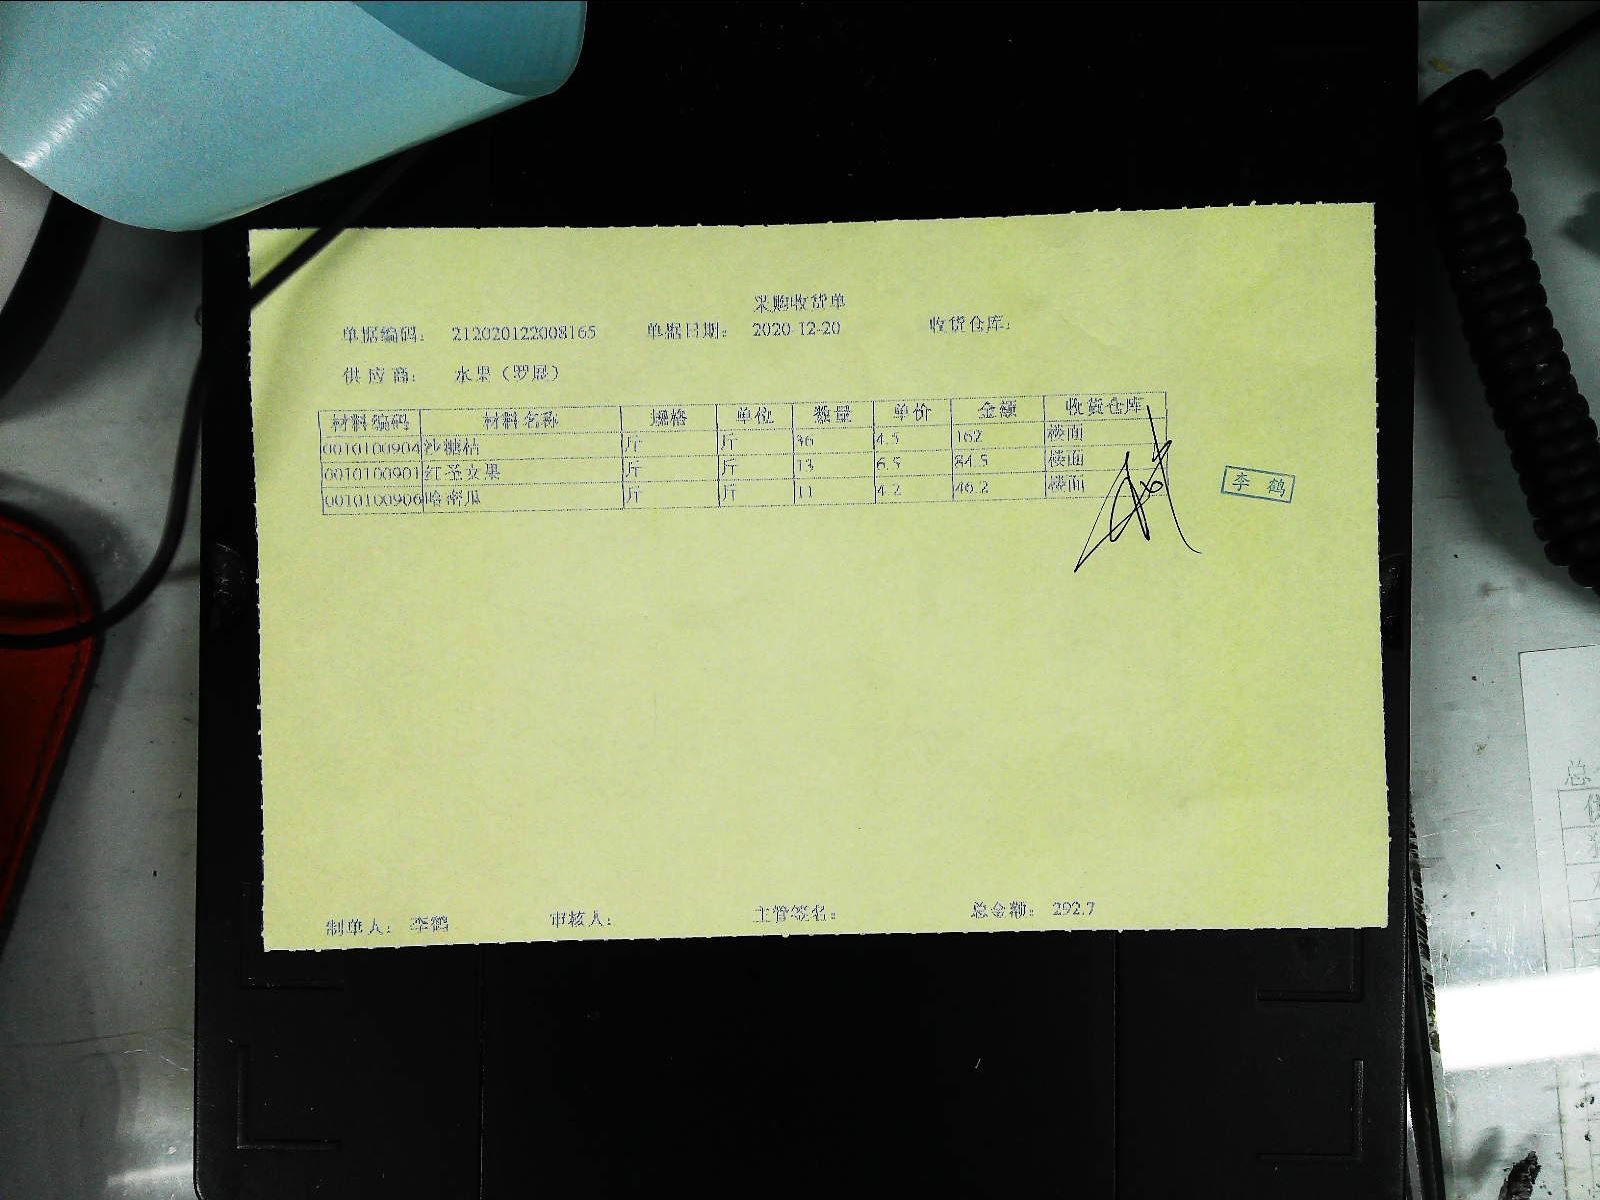 采购收货单
单据编码： 212020122008165 单据日期： 2020-12-20 收货仓库：
供应商： 水果（罗恩）
材料编码 材料名称 规格 单位 数量 单价 金额 收货仓库
0010100904 沙糖桔 斤 斤 36 4.5 162 楼面
0010100901 红圣女果 斤 斤 13 6.5 84.5 楼面
0010100906 哈密瓜 斤 斤 11 4.2 46.2 楼面
李鹤
制单人： 李鹤 审核人： 主管签名： 总金额： 292.7
总